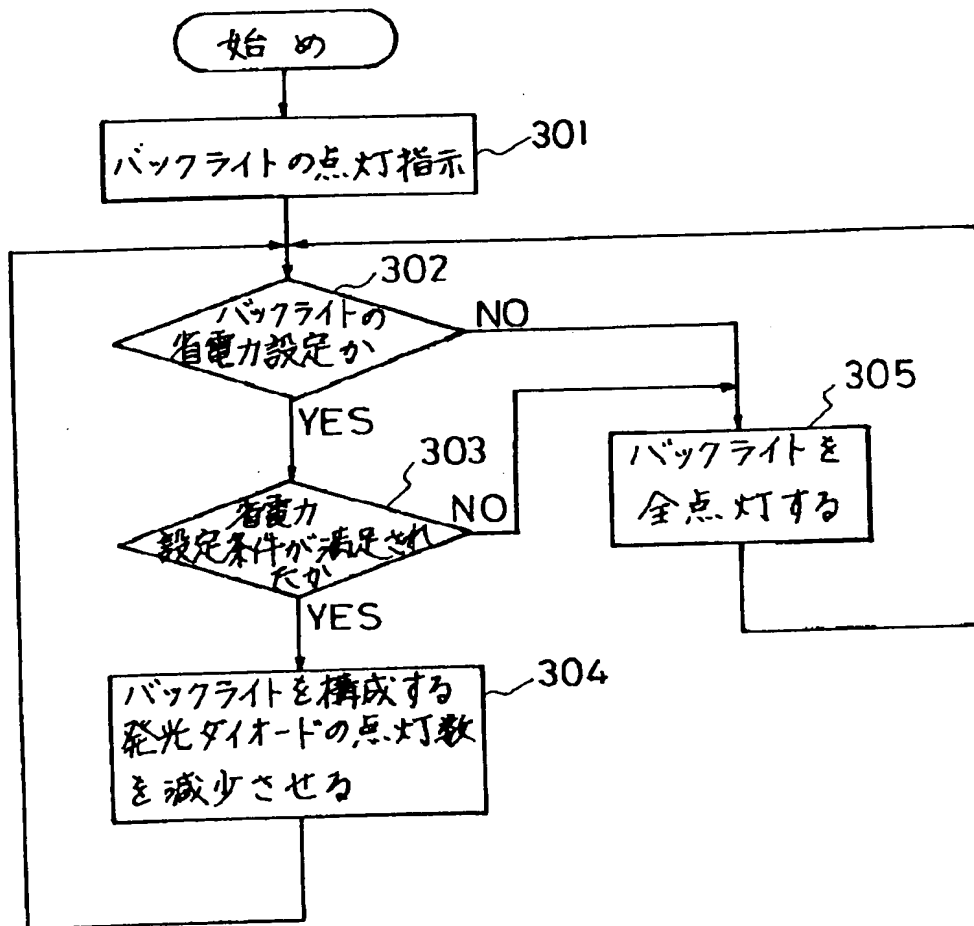 始め
バックライトの点灯指示
301
302
バックライトの
省電力設定か
NO
YES
303
省電力
設定条件が満足され
たか
NO
YES
305
バックライトを
全点灯する
304
バックライトを構成する
発光ダイオードの点灯数
を減少させる